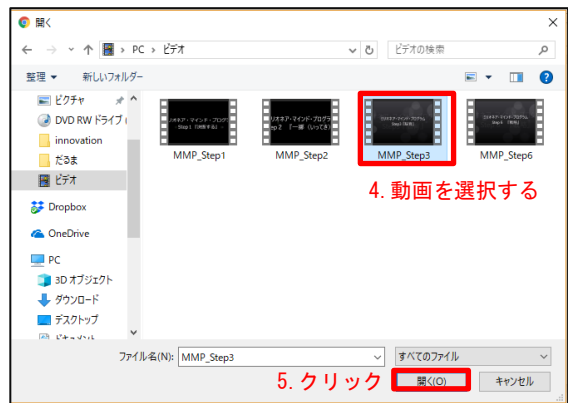 開く
PC › ビデオ
ビデオの検索
整理
新しいフォルダー
ピクチャ
DVD RW ドライブ
innovation
だるま
ビデオ
Dropbox
OneDrive
PC
3D オブジェクト
ダウンロード
デスクトップ
MMP_Step1
MMP_Step2
MMP_Step3
MMP_Step6
4.動画を選択する
ファイル名(N):
MMP_Step3
すべてのファイル
5.クリック
開く(O)
キャンセル